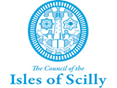 The Council of the
Isles of Scilly